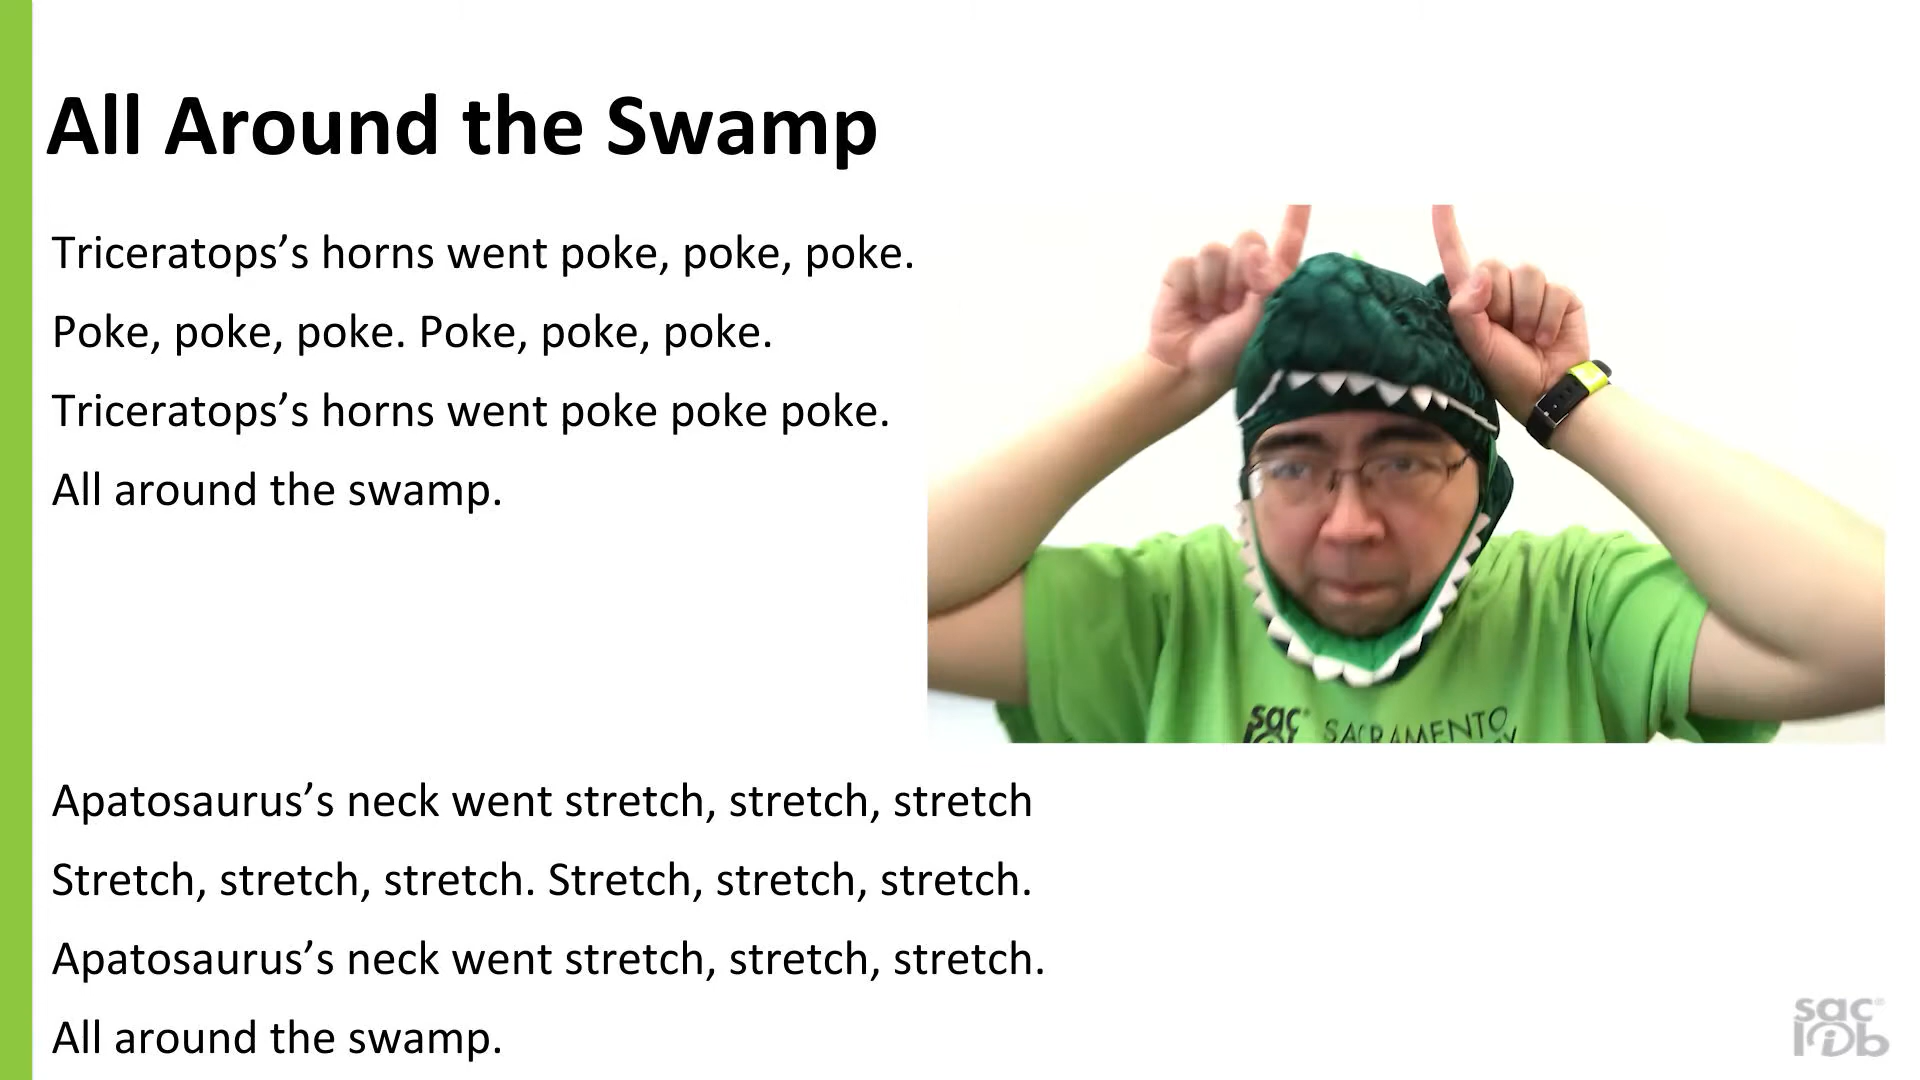 All Around the Swamp
Triceratops’s horns went poke, poke, poke.
Poke, poke, poke. Poke, poke, poke.
Triceratops’s horns went poke poke poke.
All around the swamp.
sac
SACRAMENTO
Apatosaurus’s neck went stretch, stretch, stretch
Stretch, stretch, stretch. Stretch, stretch, stretch.
Apatosaurus’s neck went stretch, stretch, stretch.
All around the swamp.
sac
lib